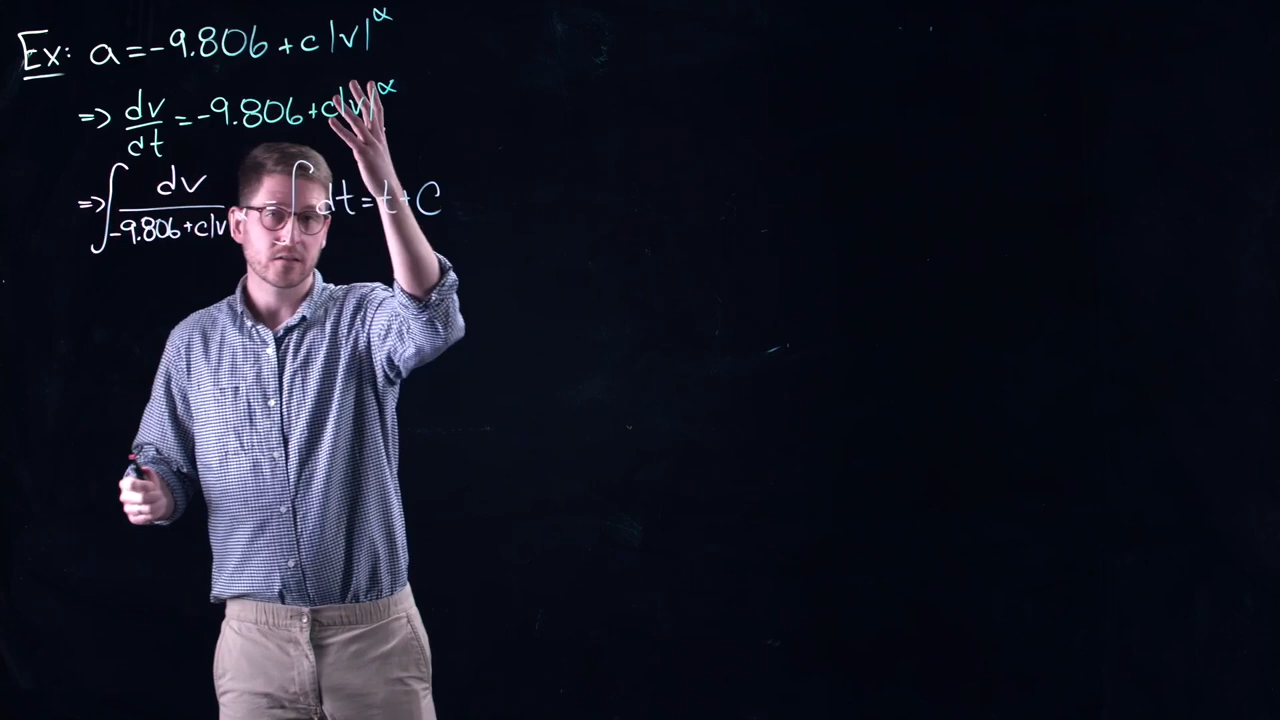 Ex: a = -9.806 + c|v|^α
=> dv/dt = -9.806 + c|v|^α
=> ∫ dv/(-9.806 + c|v|^α) = ∫ dt = t + C